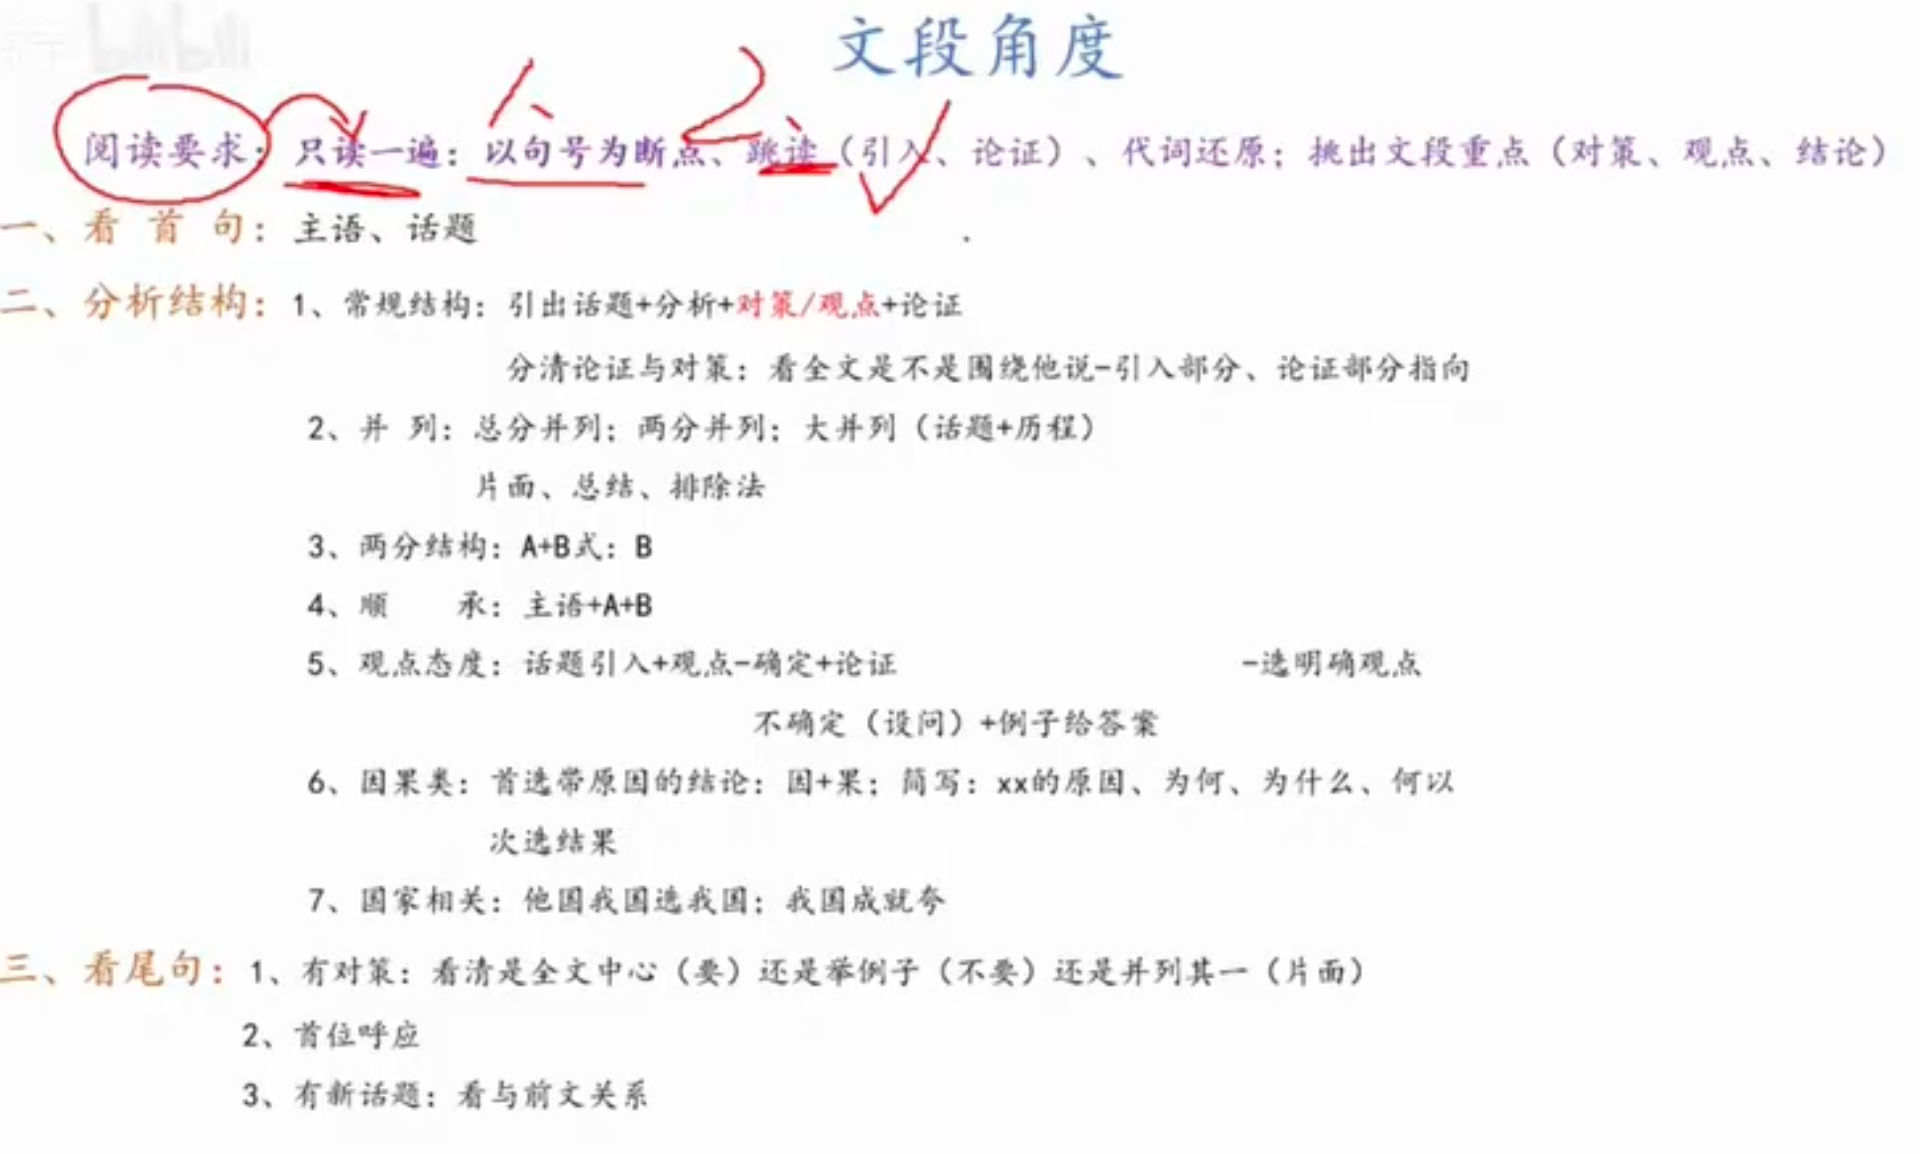 bilibili
文段角度
阅读要求：只读一遍：以句号为断点、跳读（引入、论证）、代词还原；挑出文段重点（对策、观点、结论）
一、看 首 句：主语、话题
二、分析结构：1、常规结构：引出话题+分析+对策/观点+论证
分清论证与对策：看全文是不是围绕他说-引入部分、论证部分指向
2、并 列：总分并列；两分并列；大并列（话题+历程）
片面、总结、排除法
3、两分结构：A+B式：B
4、顺 承：主语+A+B
5、观点态度：话题引入+观点-确定+论证 -选明确观点
不确定（设问）+例子给答案
6、因果类：首选带原因的结论：因+果；简写：xx的原因、为何、为什么、何以
次选结果
7、国家相关：他国我国选我国；我国成就夸
三、看尾句：1、有对策：看清是全文中心（要）还是举例子（不要）还是并列其一（片面）
2、首位呼应
3、有新话题：看与前文关系